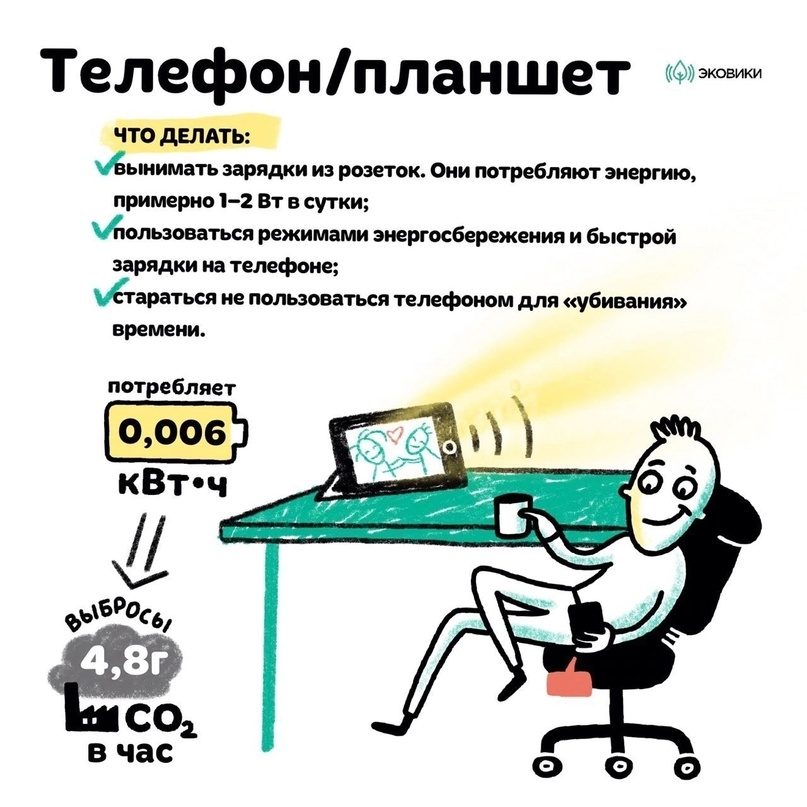 Телефон/планшет
ЭКОВИКИ
ЧТО ДЕЛАТЬ:
вынимать зарядки из розеток. Они потребляют энергию,
примерно 1–2 Вт в сутки;
пользоваться режимами энергосбережения и быстрой
зарядки на телефоне;
стараться не пользоваться телефоном для «убивания»
времени.
потребляет
0,006
кВт•ч
ВЫБРОСЫ
4,8г
CO₂
в час